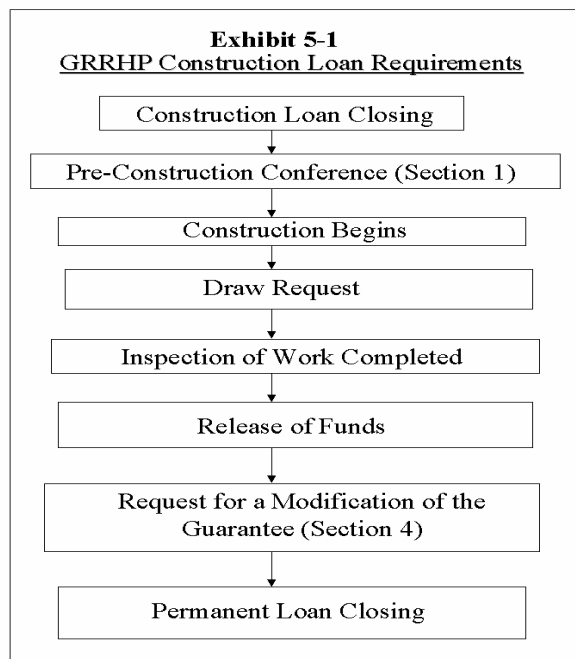 Exhibit 5-1
GRRHP Construction Loan Requirements
Construction Loan Closing
Pre-Construction Conference (Section 1)
Construction Begins
Draw Request
Inspection of Work Completed
Release of Funds
Request for a Modification of the
Guarantee (Section 4)
Permanent Loan Closing